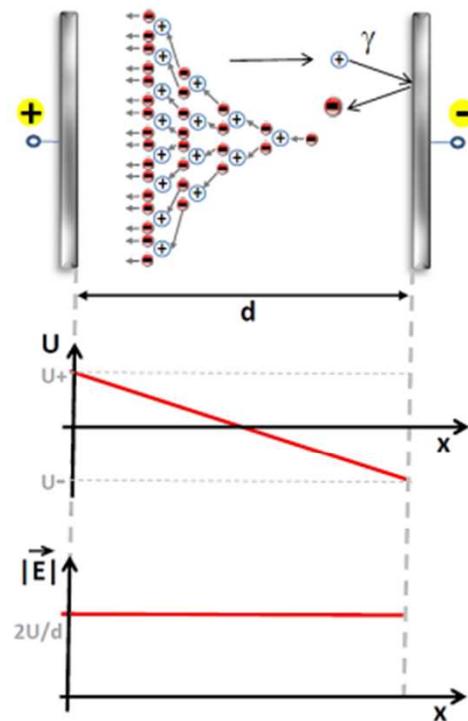 γ
+
-
d
U
U+
x
U-
|E|
2U/d
x